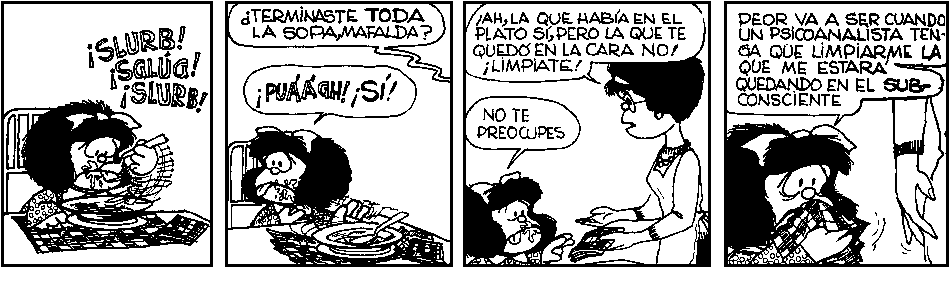 ¡SLURB!
¡SGLUG!
¡SLURB!
¿TERMINASTE TODA
LA SOPA, MAFALDA?
¡PUÁÁGH! ¡SÍ!
¡AH, LA QUE HABÍA EN EL
PLATO SÍ, PERO LA QUE TE
QUEDÓ EN LA CARA NO!
¡LIMPIATE!
NO TE
PREOCUPES
PEOR VA A SER CUANDO
UN PSICOANALISTA TEN-
GA QUE LIMPIARME LA
QUE ME ESTARÁ
QUEDANDO EN EL SUB-
CONSCIENTE